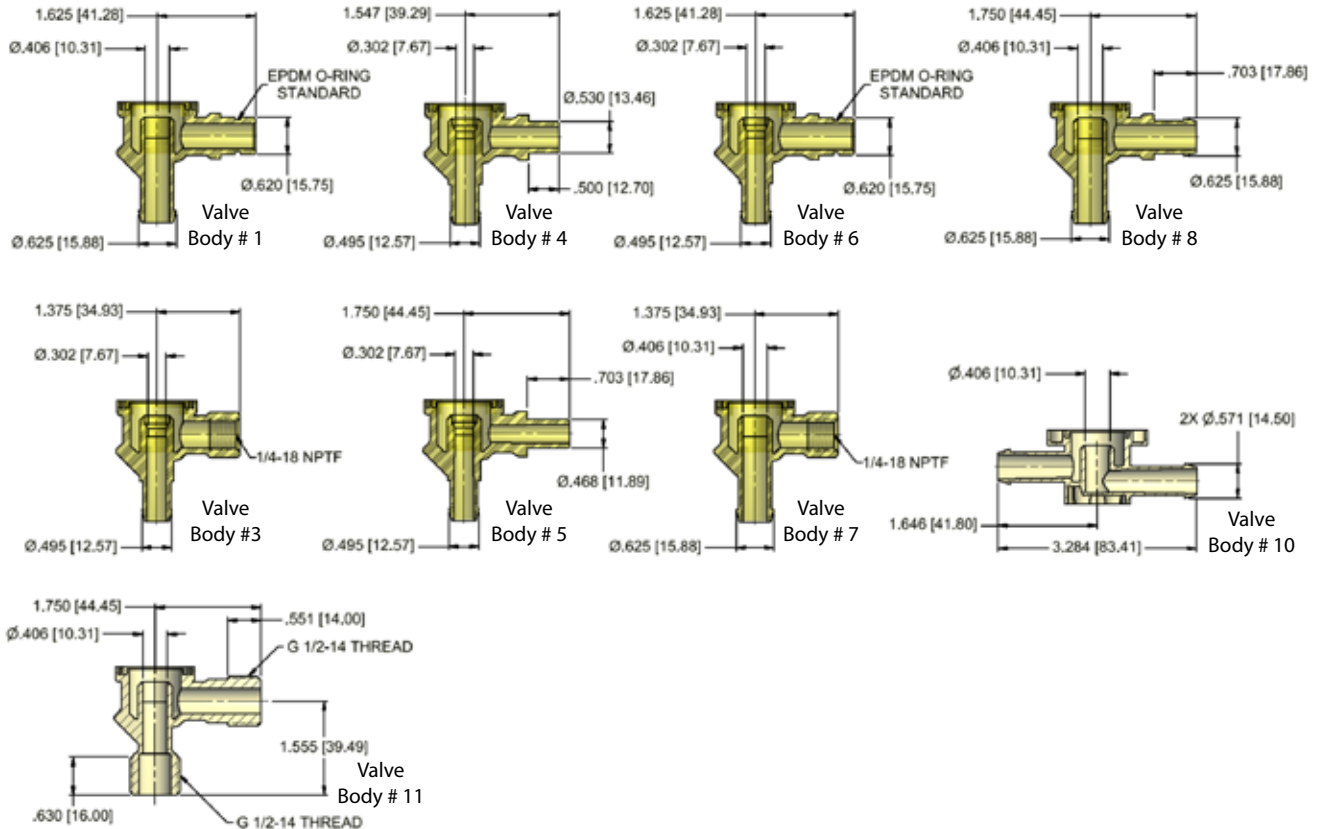 1.625 [41.28]
Ø.406 [10.31]
EPDM O-RING
STANDARD
Ø.620 [15.75]
Ø.625 [15.88]
Valve
Body # 1
1.547 [39.29]
Ø.302 [7.67]
Ø.530 [13.46]
.500 [12.70]
Ø.495 [12.57]
Valve
Body # 4
1.625 [41.28]
Ø.302 [7.67]
EPDM O-RING
STANDARD
Ø.620 [15.75]
Ø.495 [12.57]
Valve
Body # 6
1.750 [44.45]
Ø.406 [10.31]
.703 [17.86]
Ø.625 [15.88]
Ø.625 [15.88]
Valve
Body # 8
1.375 [34.93]
Ø.302 [7.67]
1/4-18 NPTF
Ø.495 [12.57]
Valve
Body #3
1.750 [44.45]
Ø.302 [7.67]
.703 [17.86]
Ø.468 [11.89]
Ø.495 [12.57]
Valve
Body # 5
1.375 [34.93]
Ø.406 [10.31]
1/4-18 NPTF
Ø.625 [15.88]
Valve
Body # 7
Ø.406 [10.31]
2X Ø.571 [14.50]
1.646 [41.80]
3.284 [83.41]
Valve
Body # 10
1.750 [44.45]
.551 [14.00]
Ø.406 [10.31]
G 1/2-14 THREAD
1.555 [39.49]
.630 [16.00]
G 1/2-14 THREAD
Valve
Body # 11